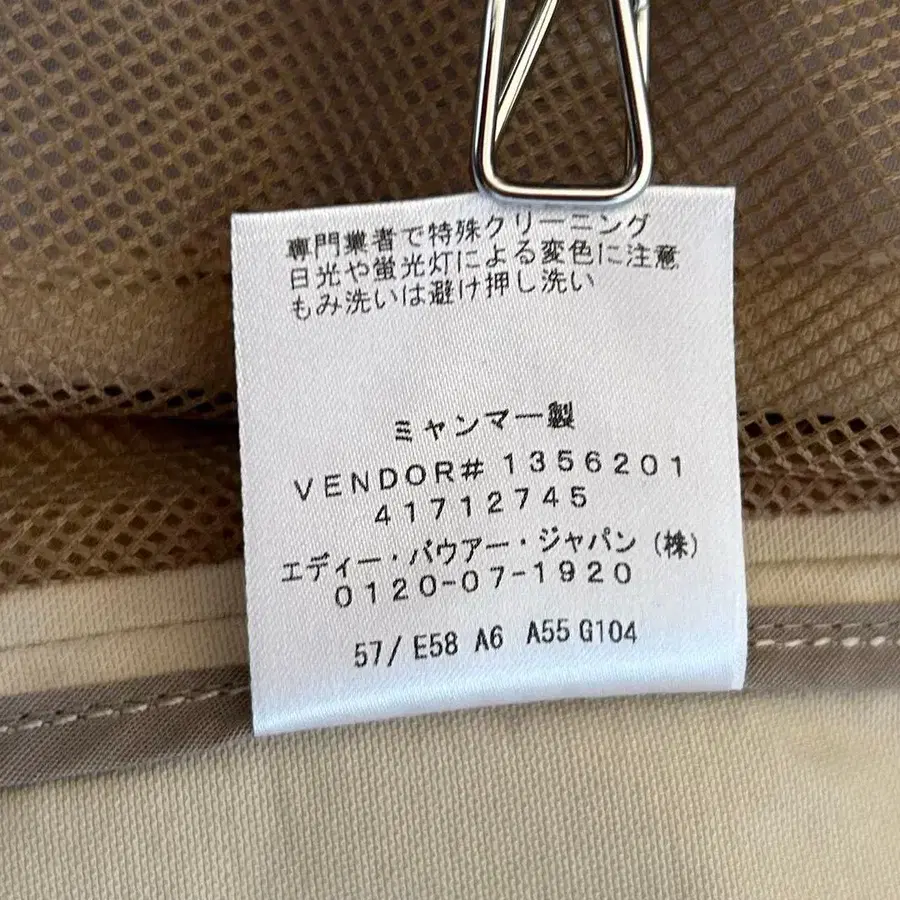 専門業者で特殊クリーニング
日光や蛍光灯による変色に注意
もみ洗いは避け押し洗い
ミャンマー製
VENDOR# 1356201
41712745
エディー・バウアー・ジャパン (株)
0120-07-1920
57/ E58 A6 A55 G104